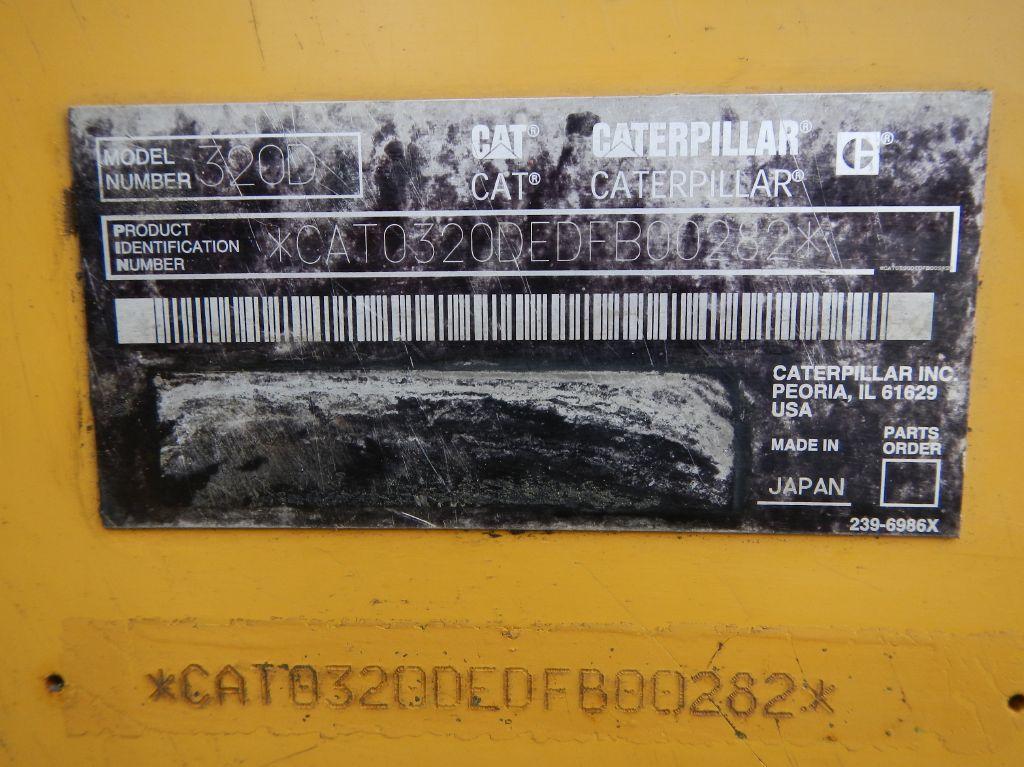 MODEL NUMBER 320D
CAT® CATERPILLAR® C®
CAT® CATERPILLAR®
PRODUCT IDENTIFICATION NUMBER *CAT0320DEDFB00282*
*CAT0320DEDFB00282*
CATERPILLAR INC.
PEORIA, IL 61629
USA
MADE IN
JAPAN
PARTS
ORDER
239-6986X
*CAT0320DEDFB00282*